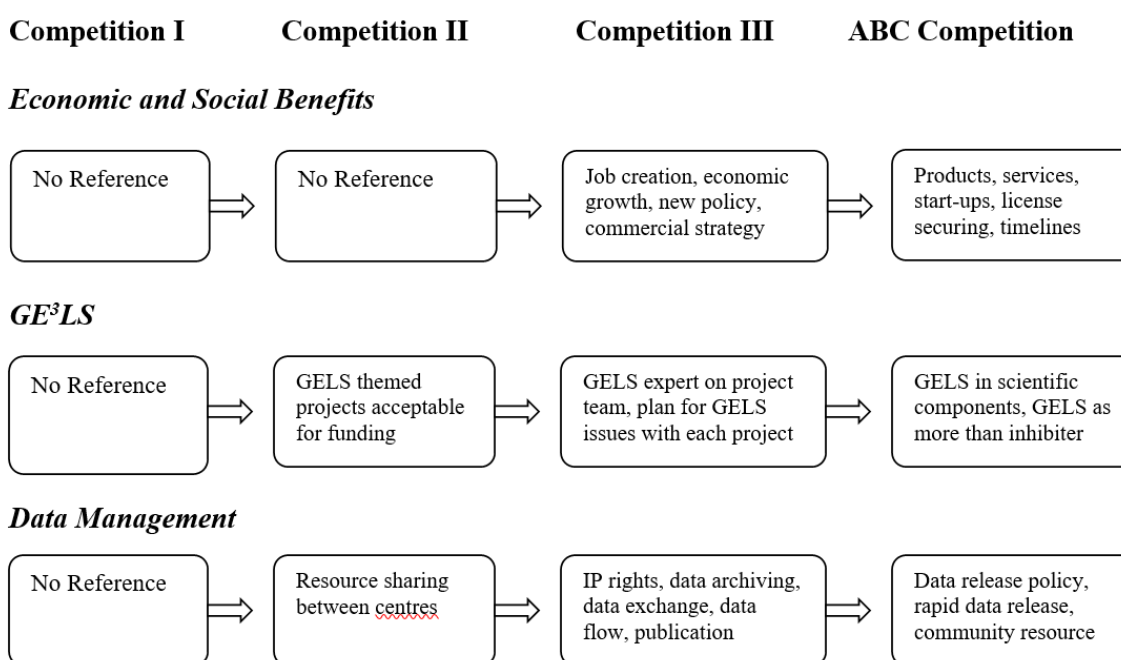 Competition I Competition II Competition III ABC Competition
Economic and Social Benefits
No Reference
No Reference
Job creation, economic
growth, new policy,
commercial strategy
Products, services,
start-ups, license
securing, timelines
GE³LS
No Reference
GELS themed
projects acceptable
for funding
GELS expert on project
team, plan for GELS
issues with each project
GELS in scientific
components, GELS as
more than inhibiter
Data Management
No Reference
Resource sharing
between centres
IP rights, data archiving,
data exchange, data
flow, publication
Data release policy,
rapid data release,
community resource